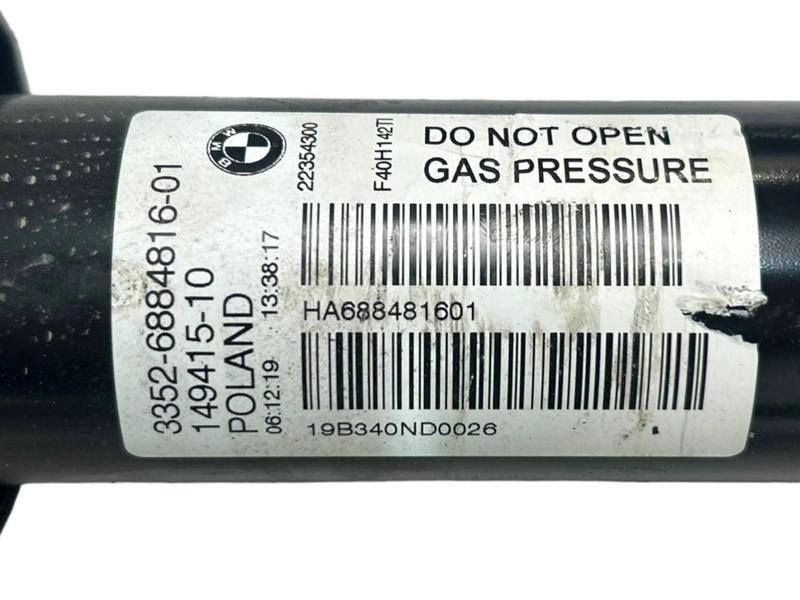 BMW
3352-6884816-01
149415-10
POLAND
06:12:19 13:38:17
22354300
F40H142TI
DO NOT OPEN
GAS PRESSURE
HA688481601
19B340ND0026